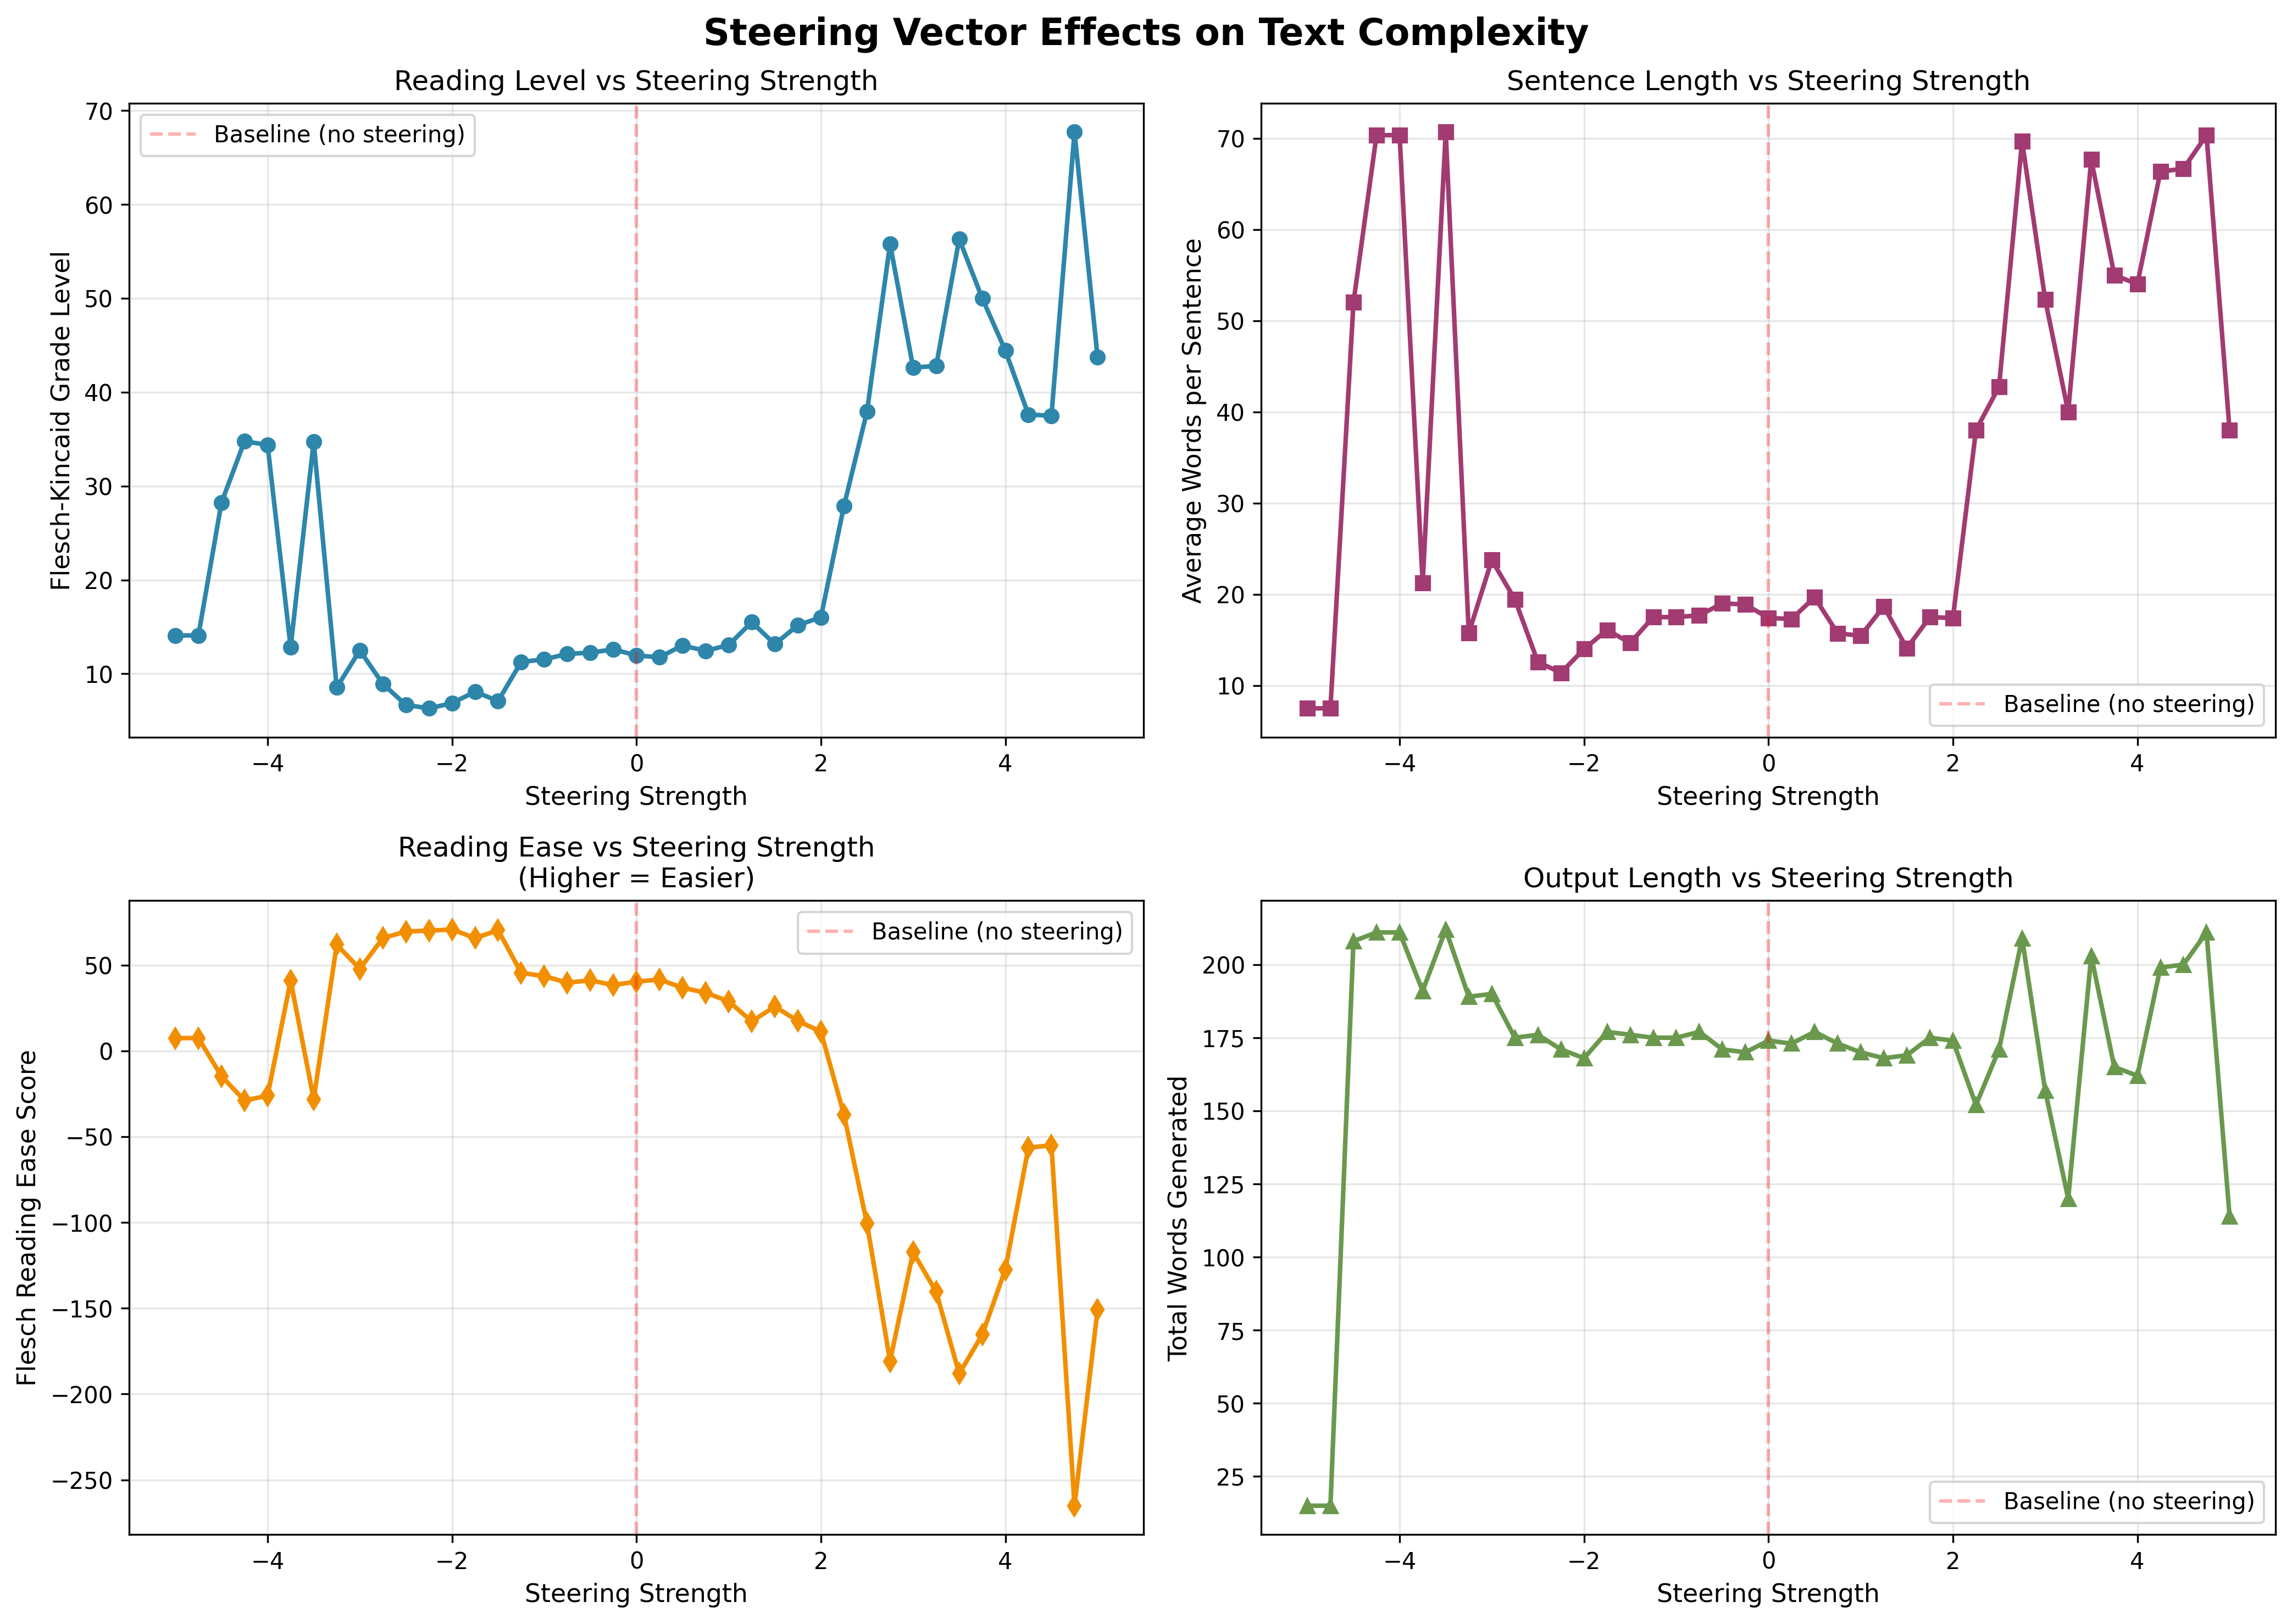 Steering Vector Effects on Text Complexity
Reading Level vs Steering Strength
70
60
50
40
30
20
10
Flesch-Kincaid Grade Level
Baseline (no steering)
−4
−2
0
2
4
Steering Strength
Sentence Length vs Steering Strength
70
60
50
40
30
20
10
Average Words per Sentence
Baseline (no steering)
−4
−2
0
2
4
Steering Strength
Reading Ease vs Steering Strength
(Higher = Easier)
50
0
−50
−100
−150
−200
−250
Flesch Reading Ease Score
Baseline (no steering)
−4
−2
0
2
4
Steering Strength
Output Length vs Steering Strength
200
175
150
125
100
75
50
25
Total Words Generated
Baseline (no steering)
−4
−2
0
2
4
Steering Strength